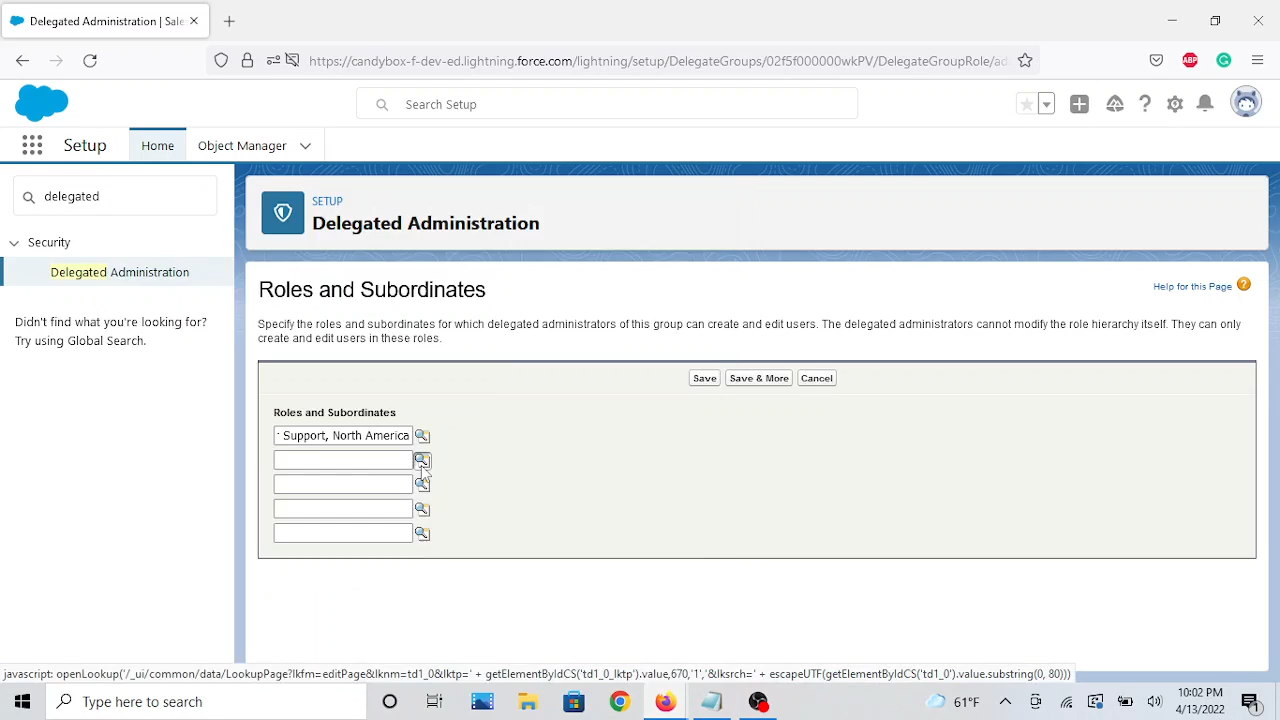 Delegated Administration | Sale
https://candybox-f-dev-ed.lightning.force.com/lightning/setup/DelegateGroups/02f5f000000wkPV/DelegateGroupRole/ad
ABP
Search Setup
Setup
Home
Object Manager
delegated
Security
Delegated Administration
Didn't find what you're looking for?
Try using Global Search.
SETUP
Delegated Administration
Roles and Subordinates
Help for this Page
Specify the roles and subordinates for which delegated administrators of this group can create and edit users. The delegated administrators cannot modify the role hierarchy itself. They can only
create and edit users in these roles.
Save
Save & More
Cancel
Roles and Subordinates
Support, North America
javascript: openLookup('/_ui/common/data/LookupPage?lkfm=editPage&lknm=td1_0&lktp=' + getElementByIdCS('td1_0_lktp').value,670,'1','&lksrch=' + escapeUTF(getElementByIdCS('td1_0').value.substring(0, 80)))
Type here to search
61°F
10:02 PM
4/13/2022
1